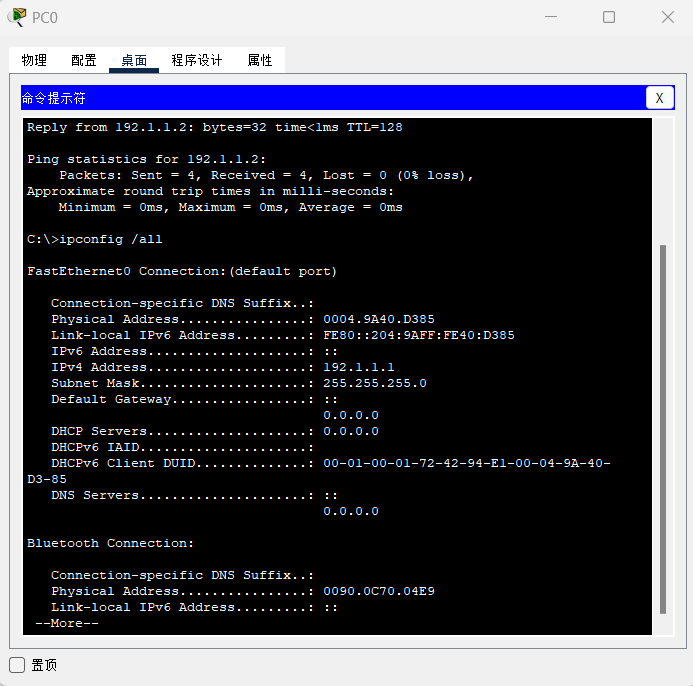 PC0
物理 配置 桌面 程序设计 属性
命令提示符 X
Reply from 192.1.1.2: bytes=32 time<1ms TTL=128
Ping statistics for 192.1.1.2:
Packets: Sent = 4, Received = 4, Lost = 0 (0% loss),
Approximate round trip times in milli-seconds:
Minimum = 0ms, Maximum = 0ms, Average = 0ms
C:\>ipconfig /all
FastEthernet0 Connection:(default port)
Connection-specific DNS Suffix..:
Physical Address................: 0004.9A40.D385
Link-local IPv6 Address.........: FE80::204:9AFF:FE40:D385
IPv6 Address....................: ::
IPv4 Address....................: 192.1.1.1
Subnet Mask.....................: 255.255.255.0
Default Gateway.................: ::
0.0.0.0
DHCP Servers....................: 0.0.0.0
DHCPv6 IAID.....................:
DHCPv6 Client DUID..............: 00-01-00-01-72-42-94-E1-00-04-9A-40-
D3-85
DNS Servers.....................: ::
0.0.0.0
Bluetooth Connection:
Connection-specific DNS Suffix..:
Physical Address................: 0090.0C70.04E9
Link-local IPv6 Address.........: ::
--More--
置顶